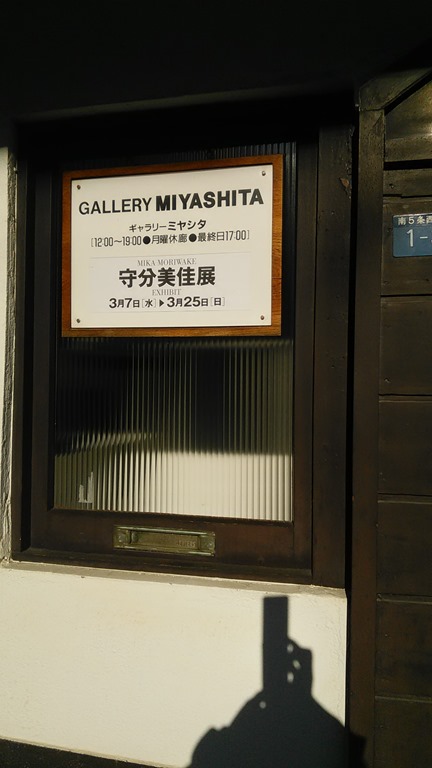 GALLERY MIYASHITA
ギャラリーミヤシタ
[12:00〜19:00●月曜休廊●最終日17:00]
MIKA MORIWAKE
守分美佳展
EXHIBIT
3月7日[水]▶3月25日[日]
南5条西
1-